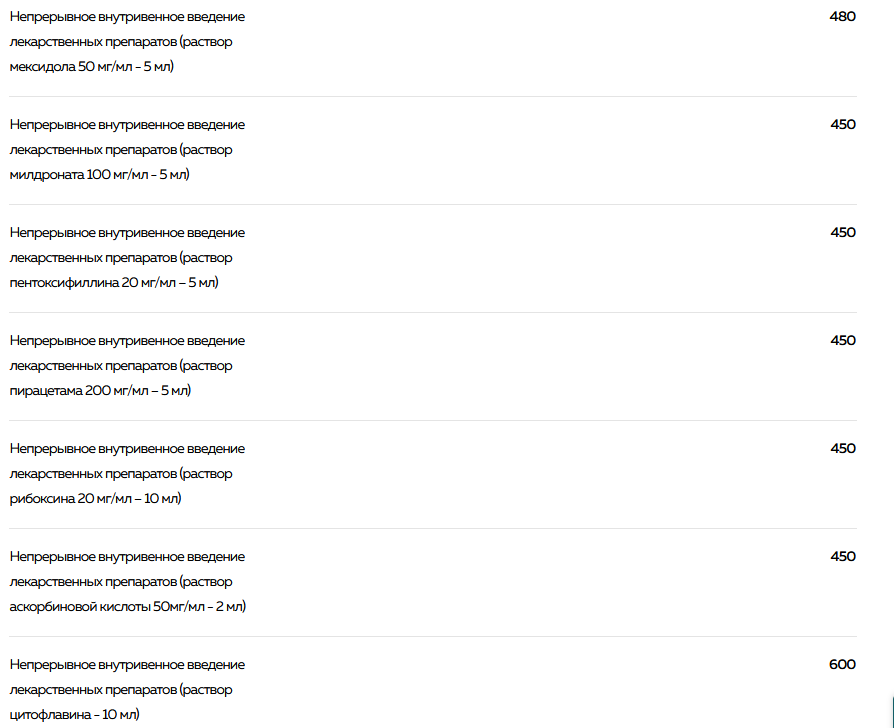 Непрерывное внутривенное введение
480
лекарственных препаратов (раствор
мексидола 50 мг/мл - 5 мл)
Непрерывное внутривенное введение
450
лекарственных препаратов (раствор
милдроната 100 мг/мл - 5 мл)
Непрерывное внутривенное введение
450
лекарственных препаратов (раствор
пентоксифиллина 20 мг/мл – 5 мл)
Непрерывное внутривенное введение
450
лекарственных препаратов (раствор
пирацетама 200 мг/мл – 5 мл)
Непрерывное внутривенное введение
450
лекарственных препаратов (раствор
рибоксина 20 мг/мл – 10 мл)
Непрерывное внутривенное введение
450
лекарственных препаратов (раствор
аскорбиновой кислоты 50мг/мл - 2 мл)
Непрерывное внутривенное введение
600
лекарственных препаратов (раствор
цитофлавина - 10 мл)